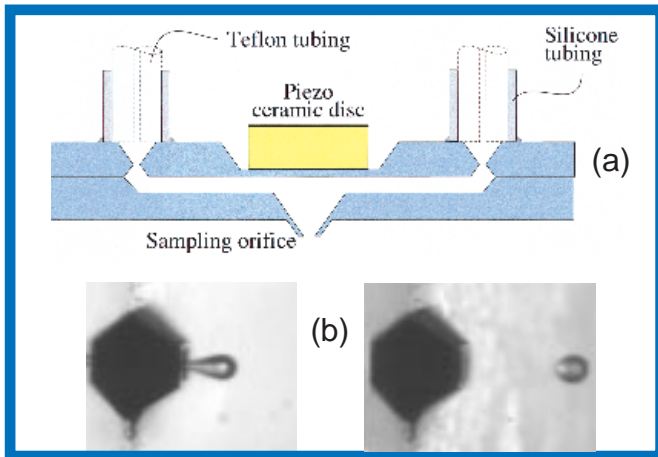 Teflon tubing
Silicone
tubing
Piezo
ceramic disc
(a)
Sampling orifice
(b)